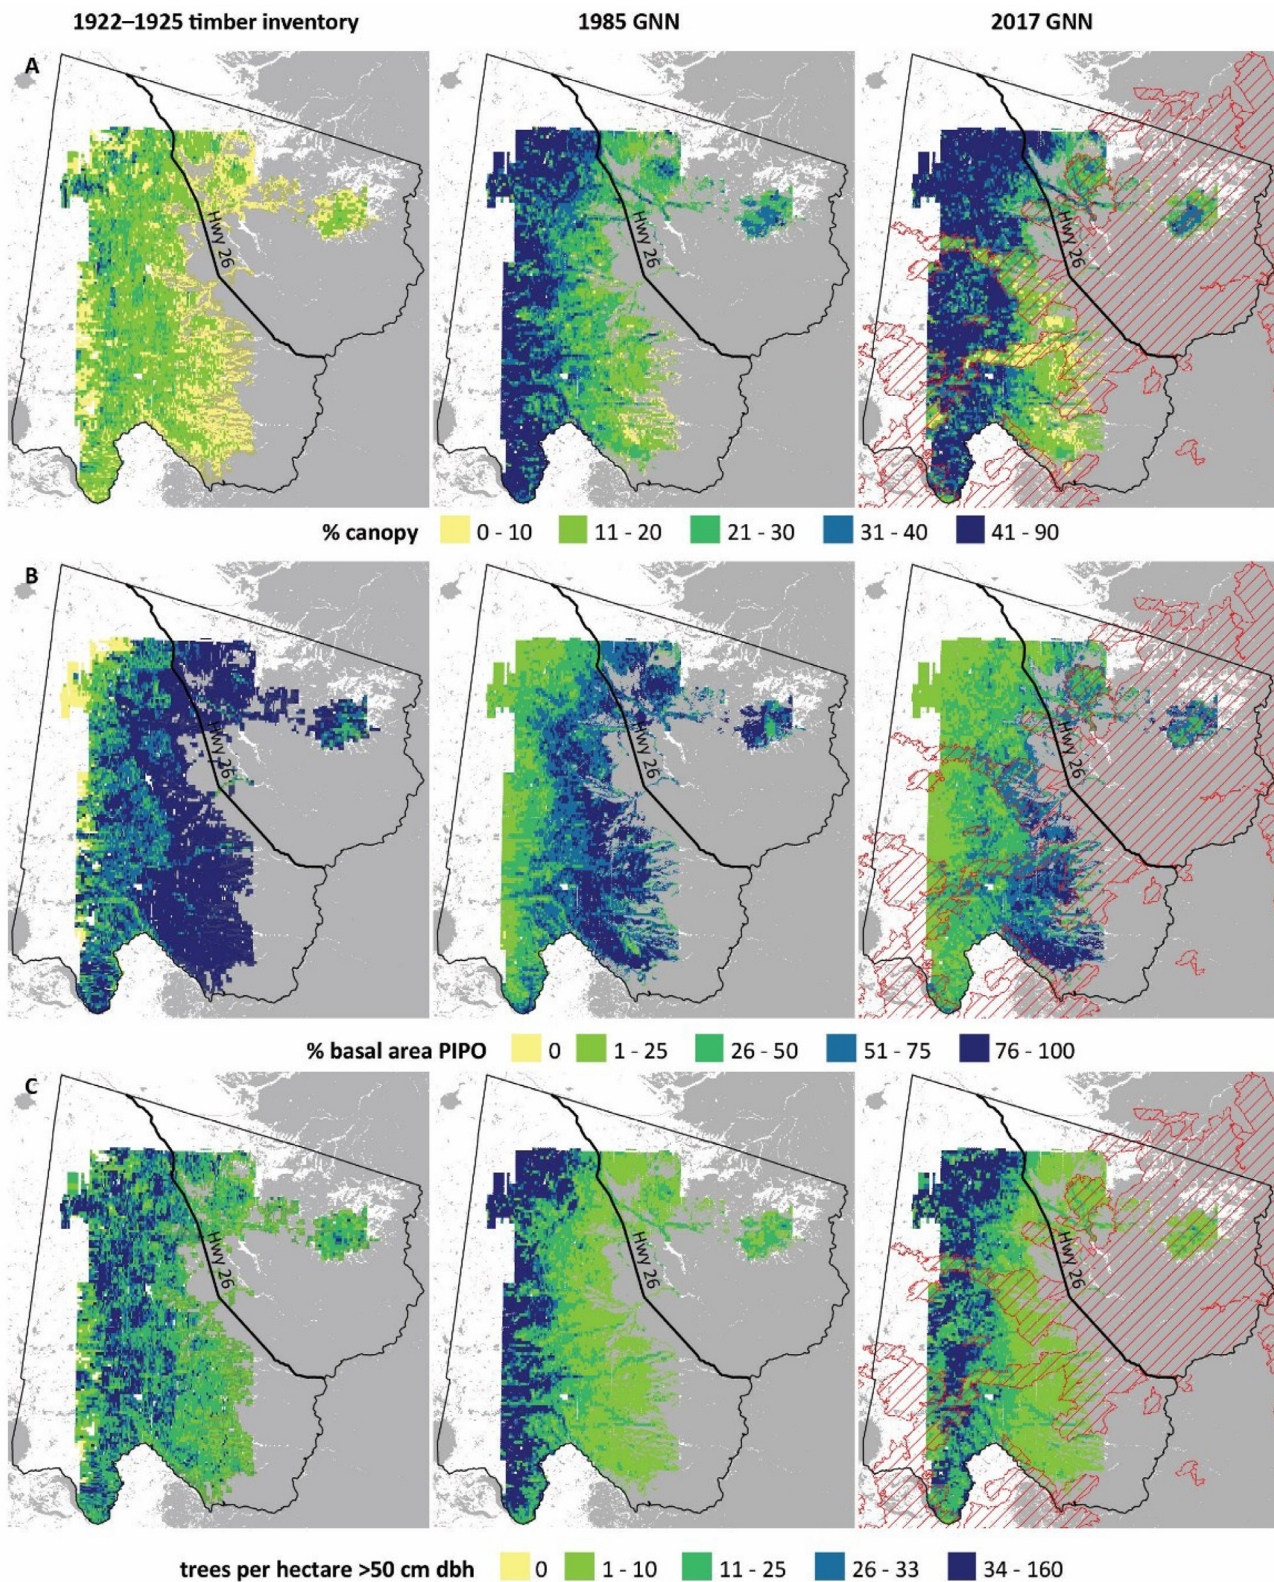 1922–1925 timber inventory 1985 GNN 2017 GNN
A
Hwy 26 Hwy 26 Hwy 26
% canopy 0 - 10 11 - 20 21 - 30 31 - 40 41 - 90
B
Hwy 26 Hwy 26 Hwy 26
% basal area PIPO 0 1 - 25 26 - 50 51 - 75 76 - 100
C
Hwy 26 Hwy 26 Hwy 26
trees per hectare >50 cm dbh 0 1 - 10 11 - 25 26 - 33 34 - 160